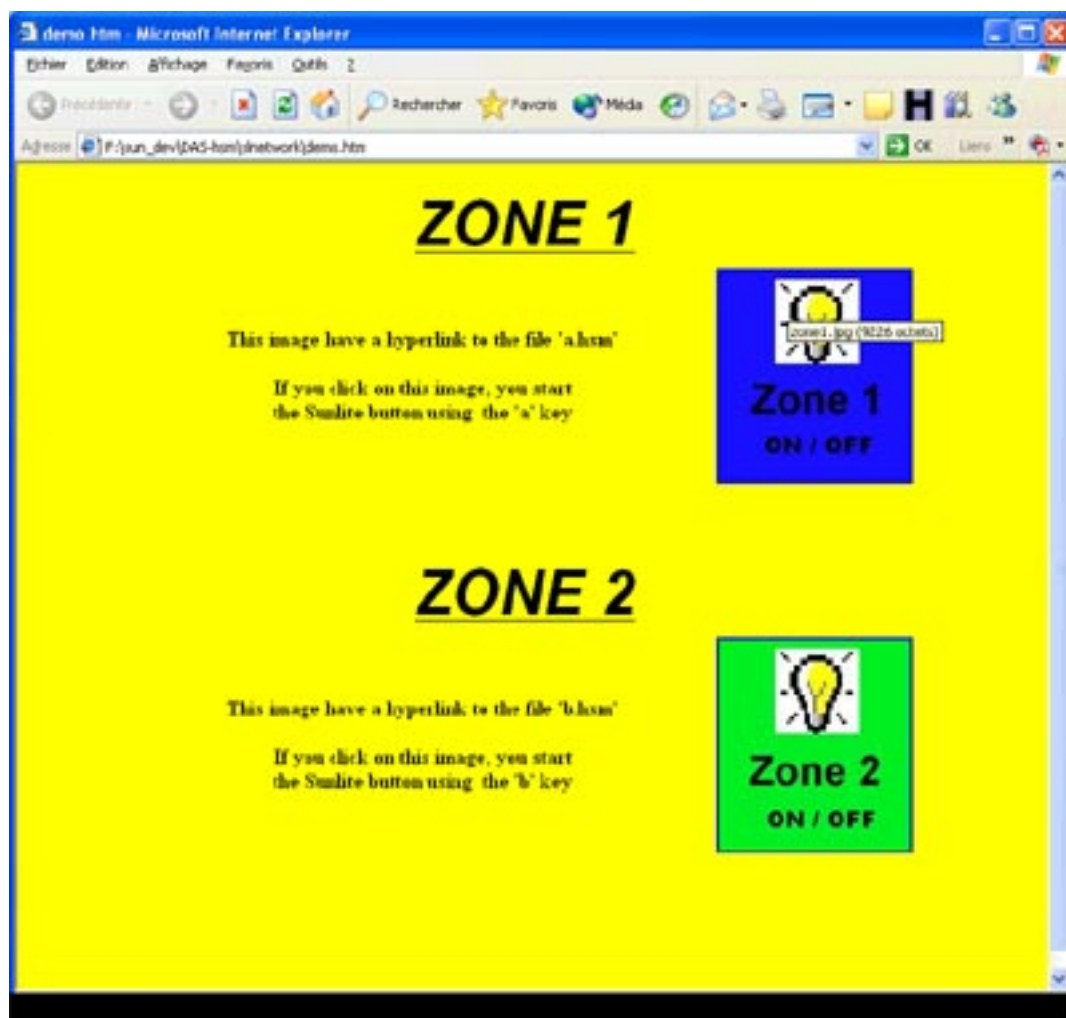 demo.htm - Microsoft Internet Explorer
Fichier Edition Affichage Favoris Outils ?
Précédente Rechercher Favoris Média
Adresse F:\sun_dev\DAS-hsm\slnetwork\demo.htm OK Liens "
ZONE 1
This image have a hyperlink to the file 'a.hsm'
If you click on this image, you start
the Sunlite button using the 'a' key
zone1.jpg (9226 octets)
Zone 1
ON / OFF
ZONE 2
This image have a hyperlink to the file 'b.hsm'
If you click on this image, you start
the Sunlite button using the 'b' key
Zone 2
ON / OFF